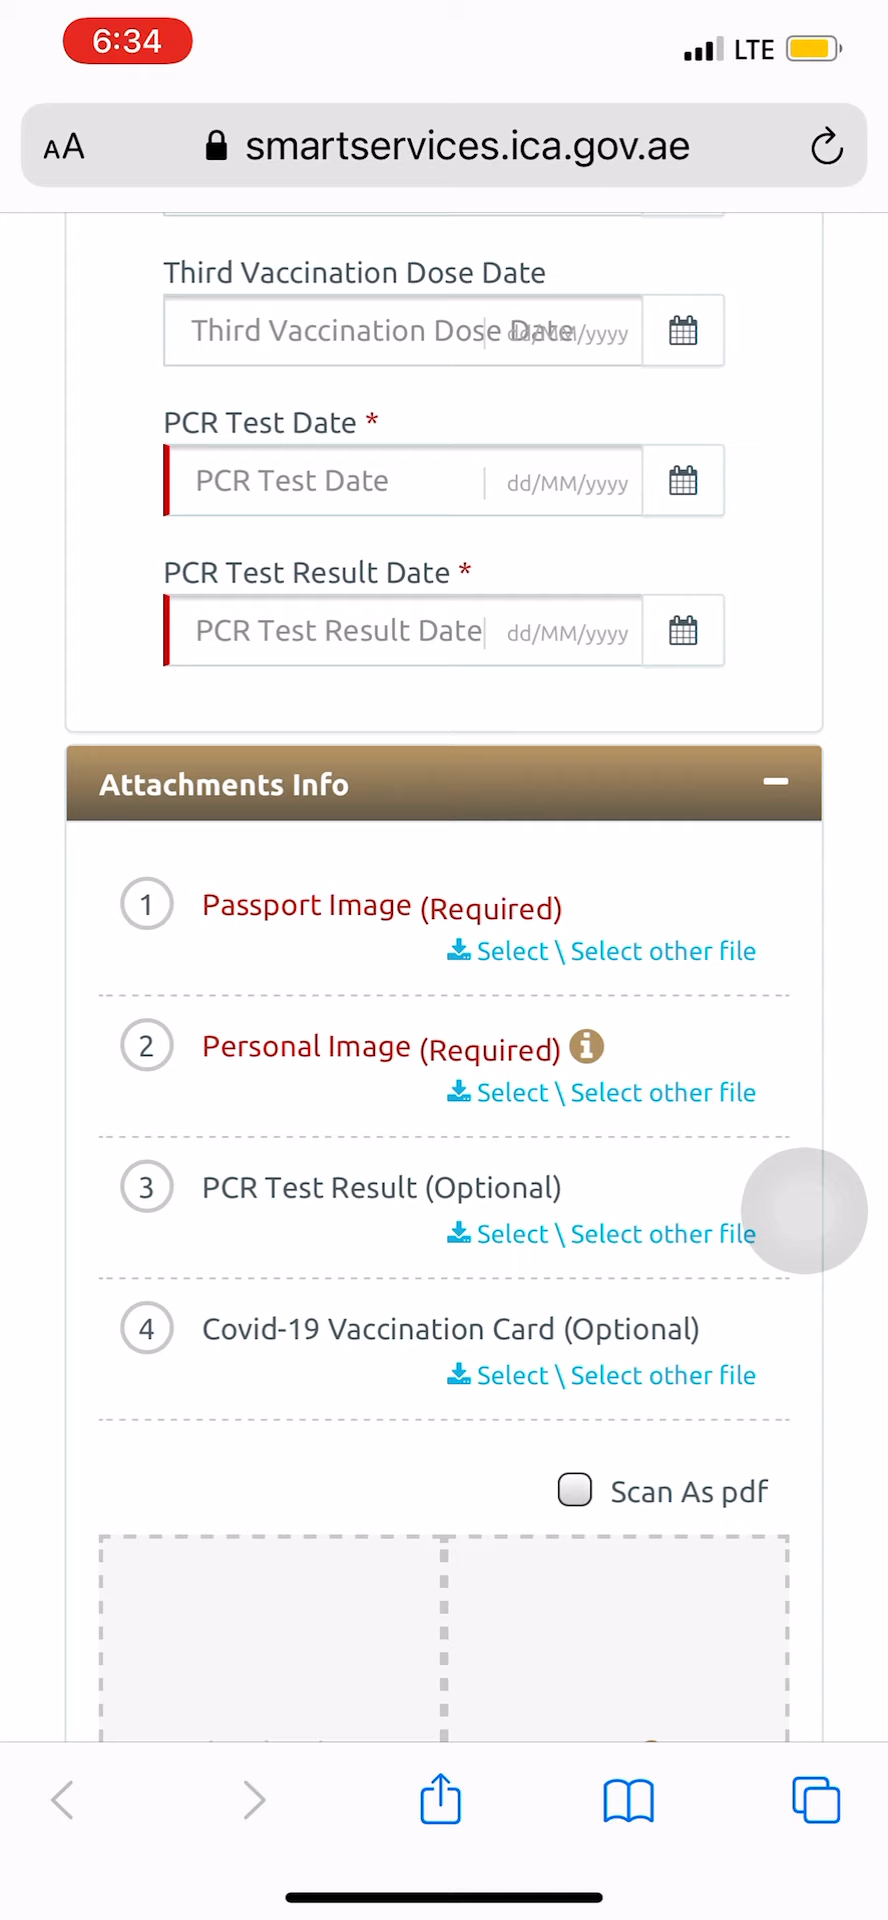 6:34
LTE
AA smartservices.ica.gov.ae
Third Vaccination Dose Date
Third Vaccination Dose Date dd/MM/yyyy
PCR Test Date *
PCR Test Date dd/MM/yyyy
PCR Test Result Date *
PCR Test Result Date dd/MM/yyyy
Attachments Info
1 Passport Image (Required)
Select \ Select other file
2 Personal Image (Required)
Select \ Select other file
3 PCR Test Result (Optional)
Select \ Select other file
4 Covid-19 Vaccination Card (Optional)
Select \ Select other file
Scan As pdf